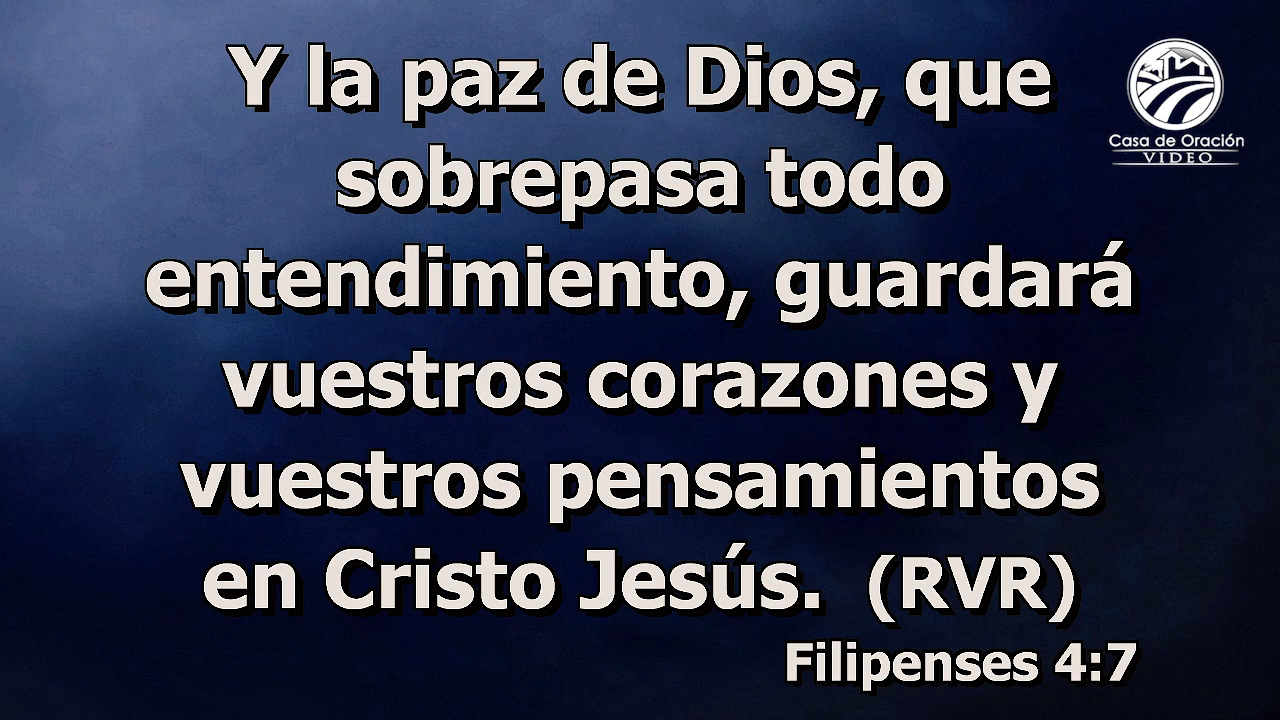 Y la paz de Dios, que
sobrepasa todo
entendimiento, guardará
vuestros corazones y
vuestros pensamientos
en Cristo Jesús. (RVR)
Filipenses 4:7
Casa de Oración
VIDEO